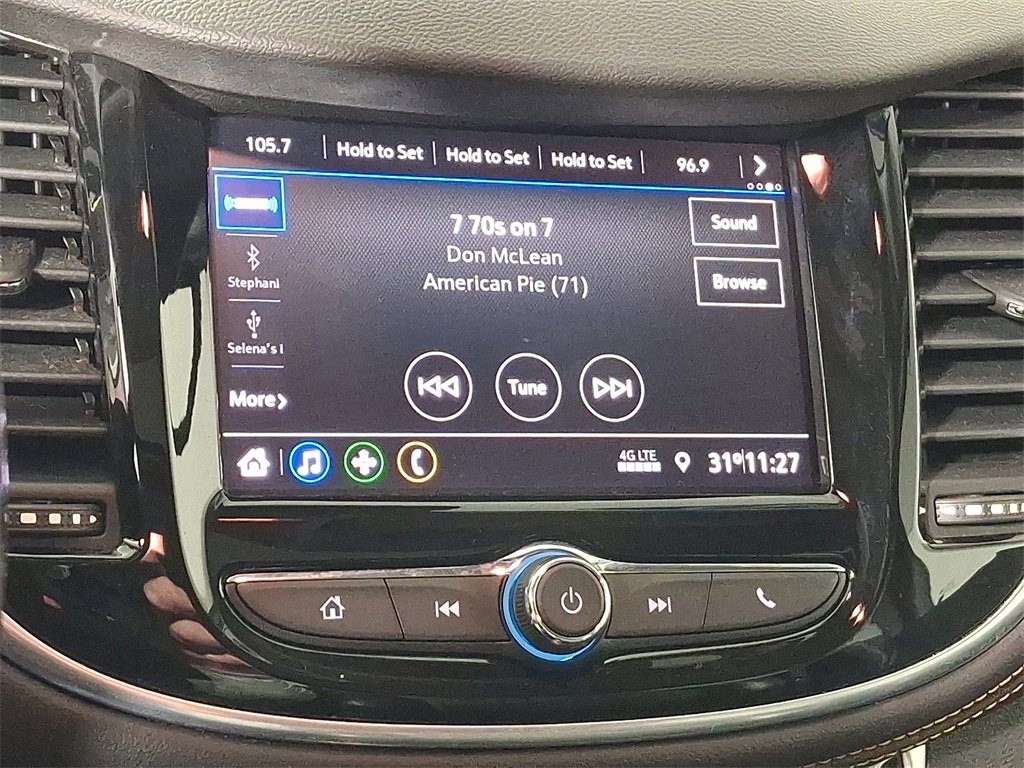 105.7 Hold to Set Hold to Set Hold to Set 96.9
7 70s on 7
Don McLean
American Pie (71)
Sound
Browse
Stephani
Selena's I
More
Tune
4G LTE
31° 11:27